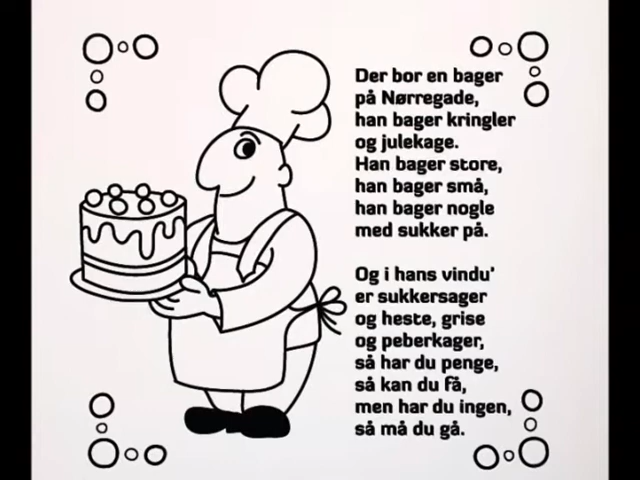 Der bor en bager
på Nørregade,
han bager kringler
og julekage.
Han bager store,
han bager små,
han bager nogle
med sukker på.
Og i hans vindu'
er sukkersager
og heste, grise
og peberkager,
så har du penge,
så kan du få,
men har du ingen,
så må du gå.